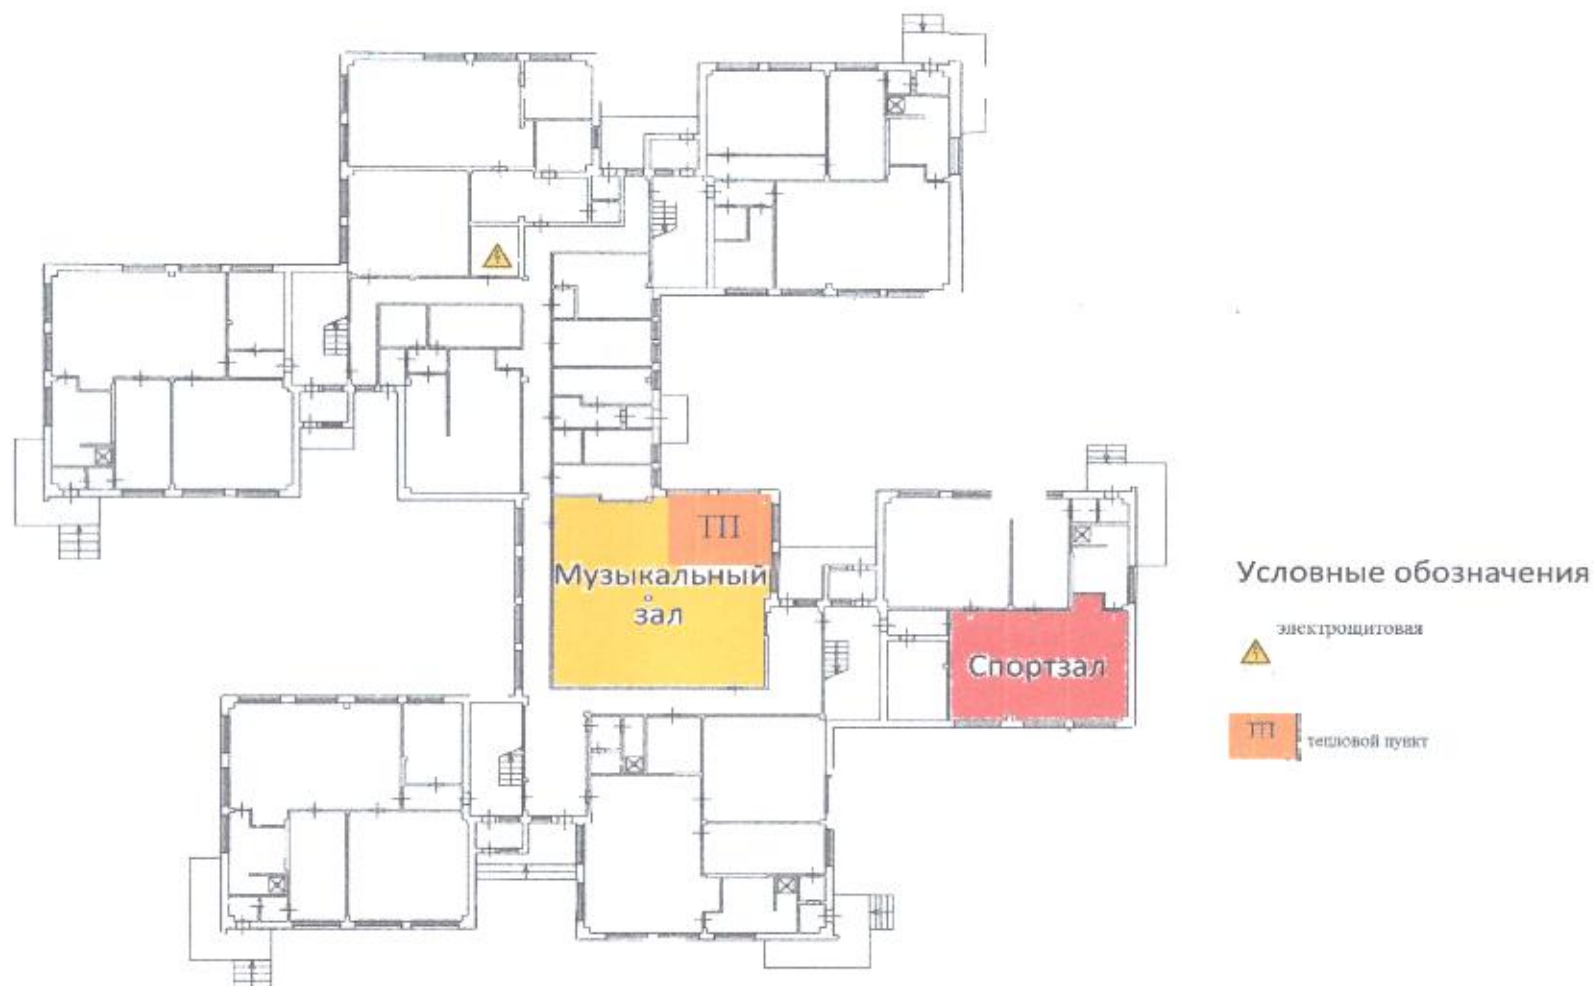 ТП
Музыкальный
зал
Спортзал
Условные обозначения
электрощитовая
ТП
тепловой пункт